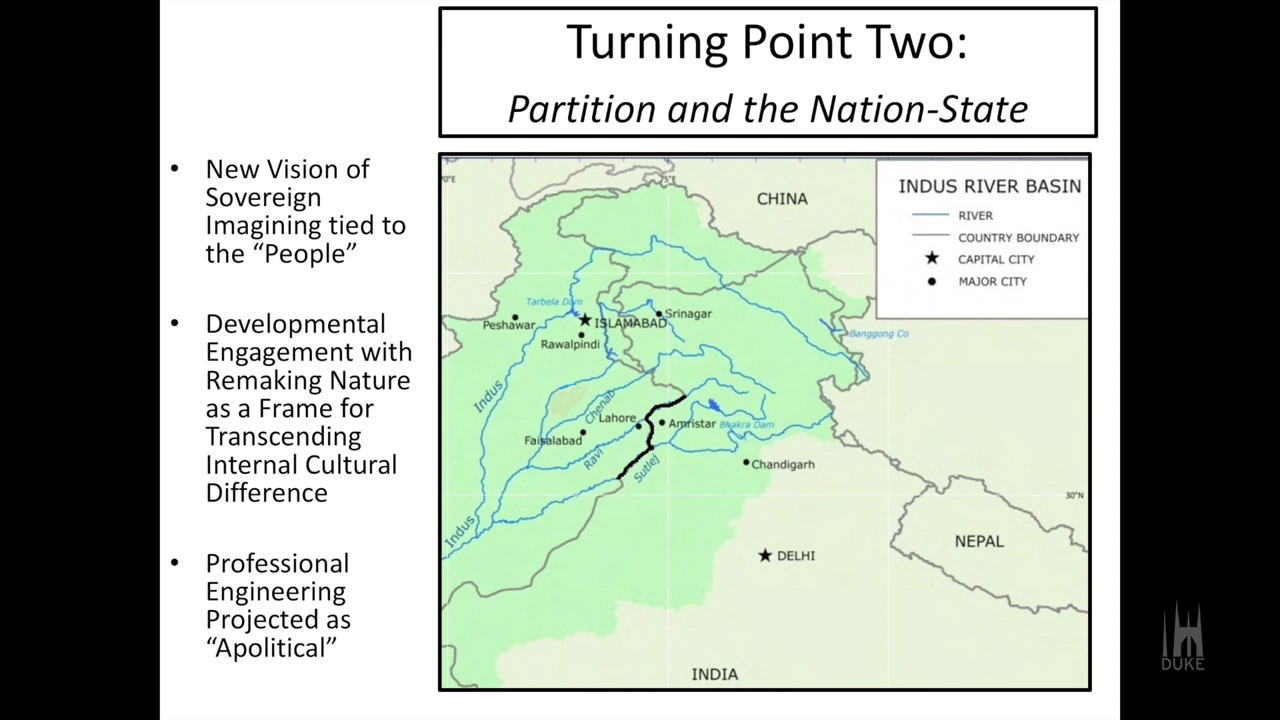 Turning Point Two:
Partition and the Nation-State
• New Vision of
Sovereign
Imagining tied to
the “People”
• Developmental
Engagement with
Remaking Nature
as a Frame for
Transcending
Internal Cultural
Difference
• Professional
Engineering
Projected as
“Apolitical”
70°E
75°E
CHINA
INDUS RIVER BASIN
RIVER
COUNTRY BOUNDARY
CAPITAL CITY
MAJOR CITY
Tarbela Dam
Peshawar
ISLAMABAD
Srinagar
Rawalpindi
Banggong Co
Indus
Chenab
Lahore
Amristar
Bhakra Dam
Faisalabad
Ravi
Sutlej
Chandigarh
30°N
Indus
NEPAL
DELHI
INDIA
DUKE